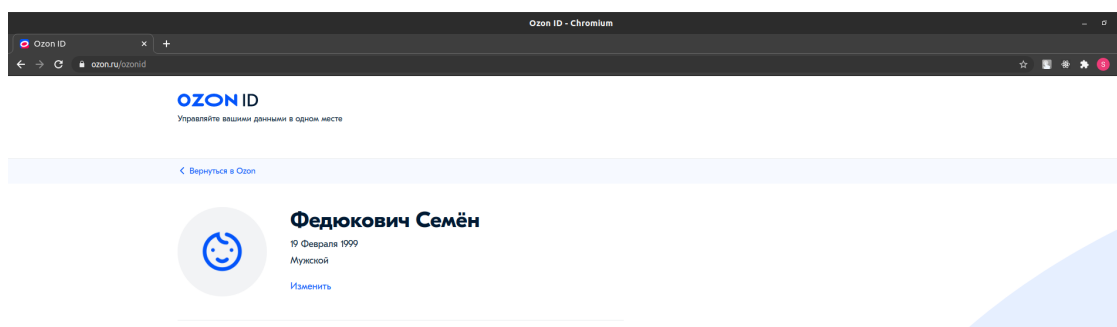 Ozon ID - Chromium
Ozon ID
ozon.ru/ozonid
S
OZON ID
Управляйте вашими данными в одном месте
Вернуться в Ozon
Федюкович Семён
19 Февраля 1999
Мужской
Изменить